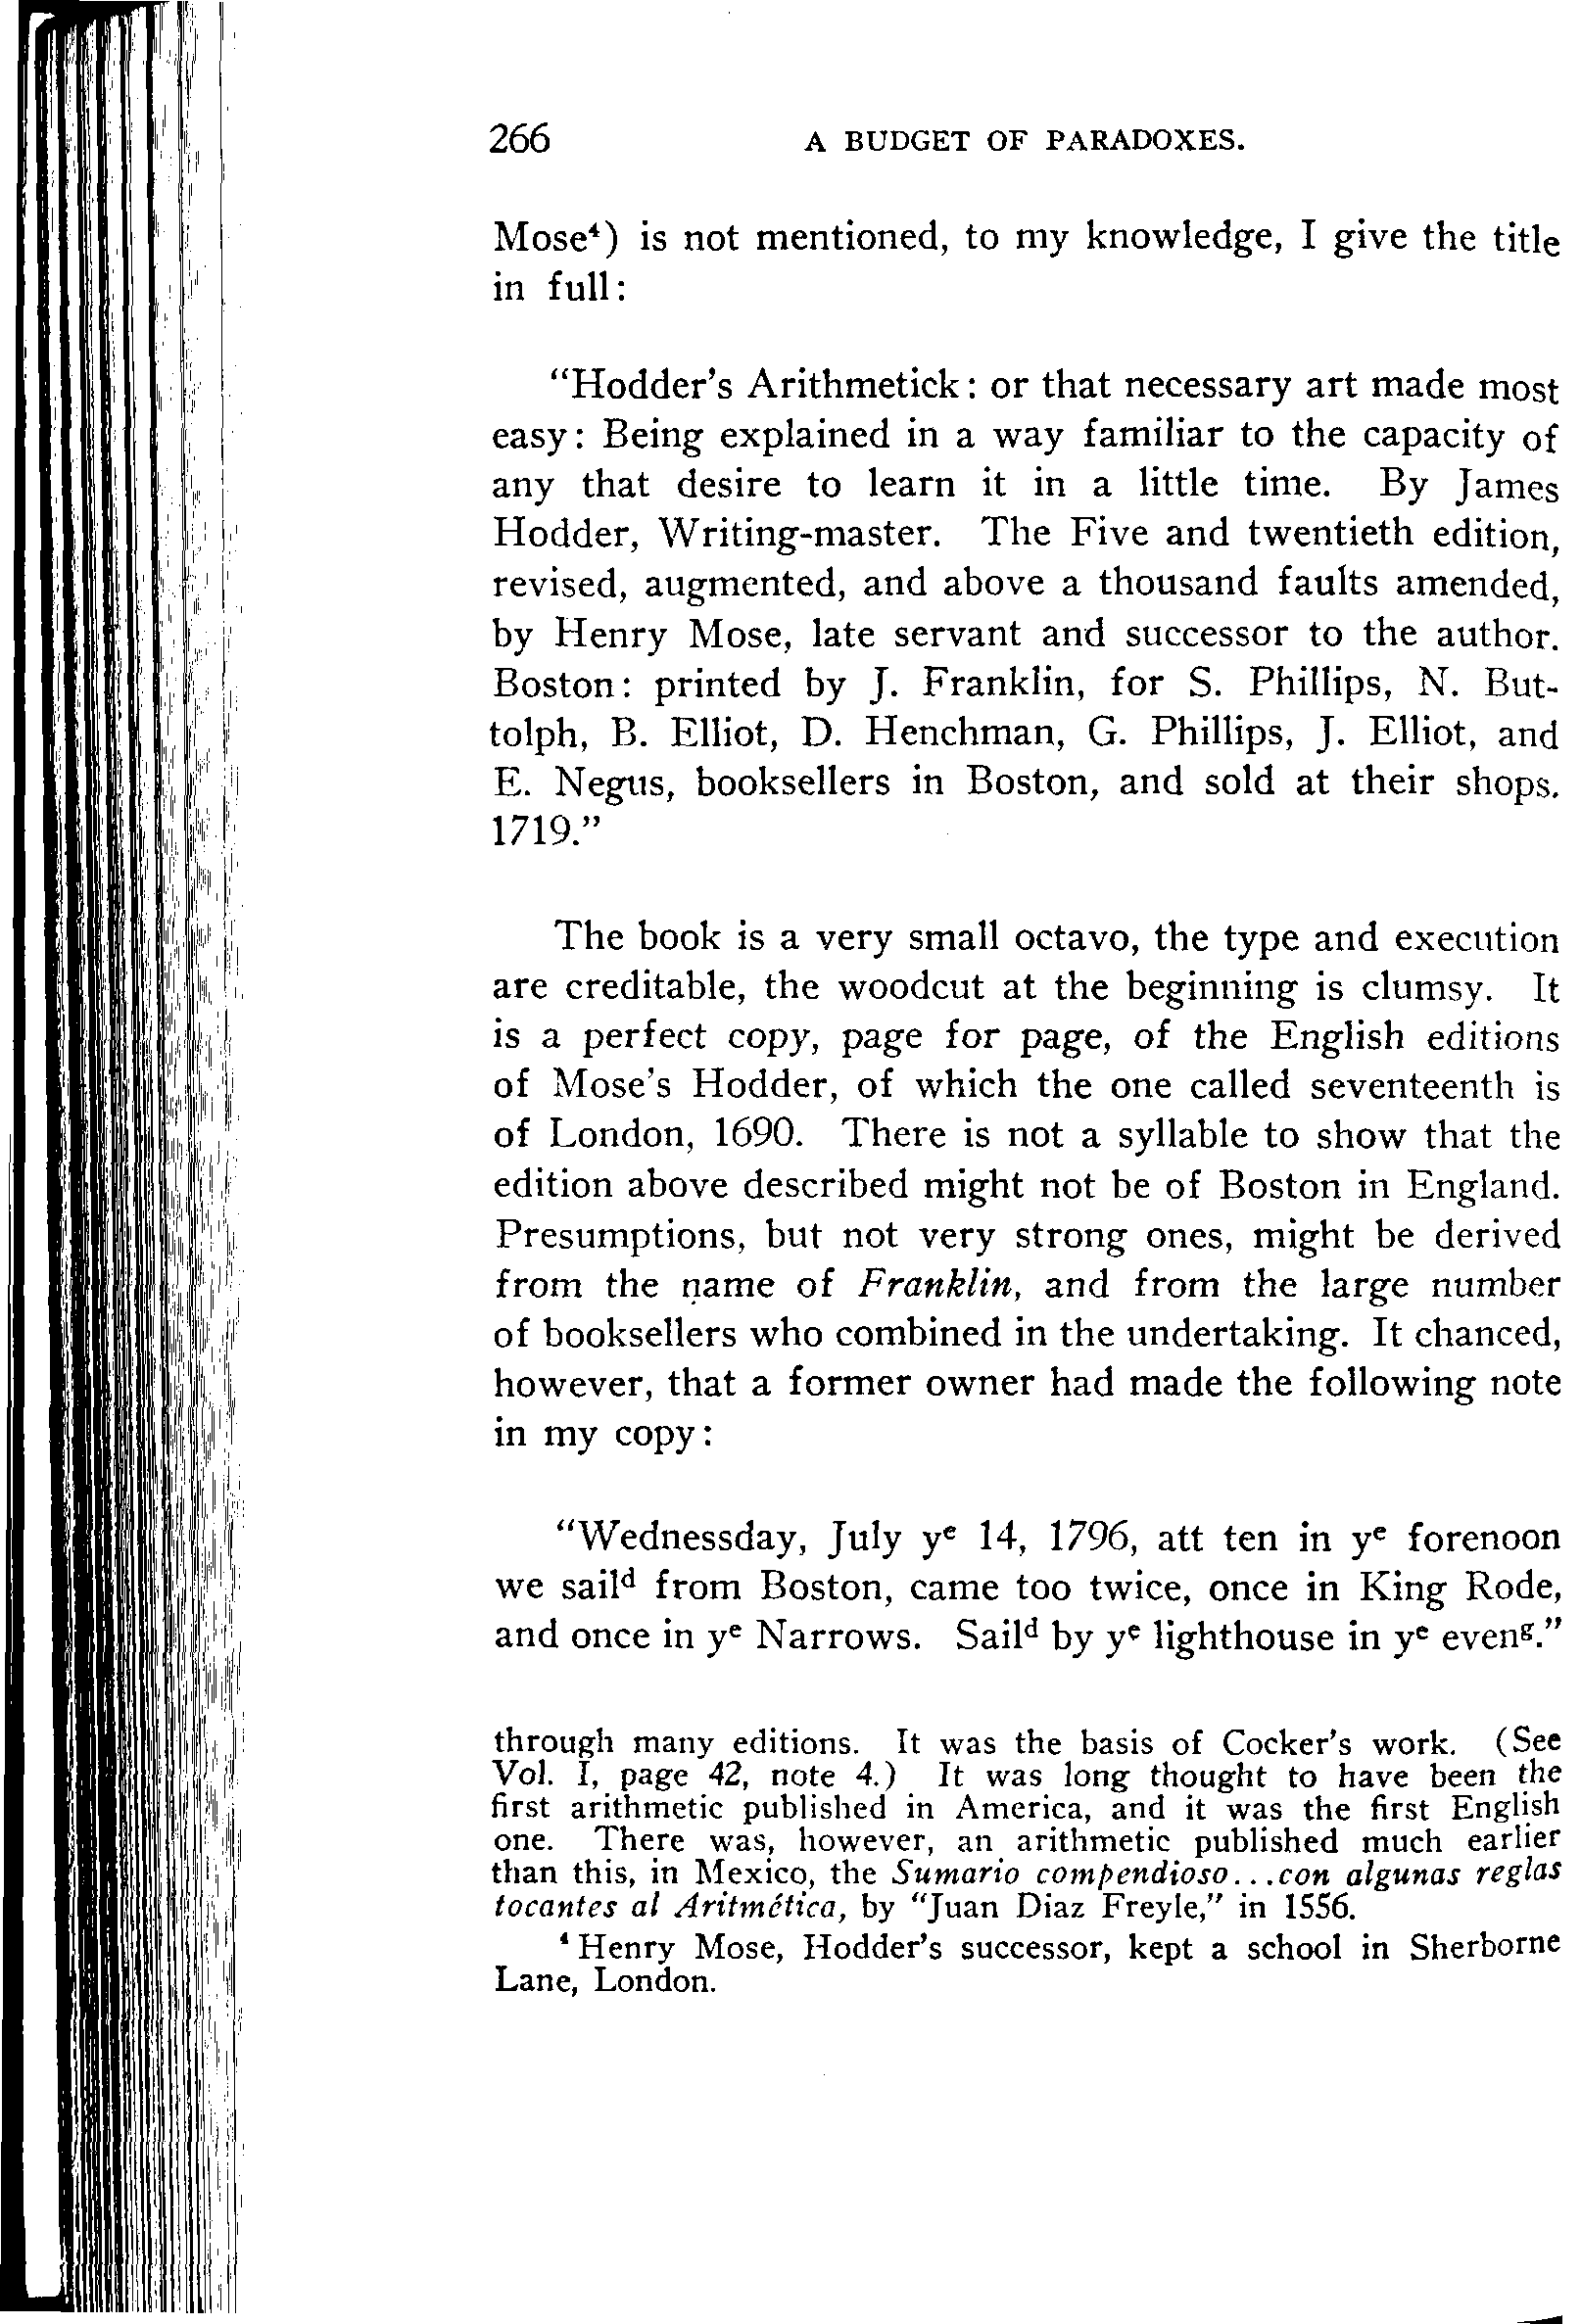 266 A BUDGET OF PARADOXES.
Mose⁴) is not mentioned, to my knowledge, I give the title
in full:
"Hodder's Arithmetick: or that necessary art made most
easy: Being explained in a way familiar to the capacity of
any that desire to learn it in a little time. By James
Hodder, Writing-master. The Five and twentieth edition,
revised, augmented, and above a thousand faults amended,
by Henry Mose, late servant and successor to the author.
Boston: printed by J. Franklin, for S. Phillips, N. But-
tolph, B. Elliot, D. Henchman, G. Phillips, J. Elliot, and
E. Negus, booksellers in Boston, and sold at their shops.
1719."
The book is a very small octavo, the type and execution
are creditable, the woodcut at the beginning is clumsy. It
is a perfect copy, page for page, of the English editions
of Mose's Hodder, of which the one called seventeenth is
of London, 1690. There is not a syllable to show that the
edition above described might not be of Boston in England.
Presumptions, but not very strong ones, might be derived
from the name of Franklin, and from the large number
of booksellers who combined in the undertaking. It chanced,
however, that a former owner had made the following note
in my copy:
"Wednessday, July yᵉ 14, 1796, att ten in yᵉ forenoon
we sailᵈ from Boston, came too twice, once in King Rode,
and once in yᵉ Narrows. Sailᵈ by yᵉ lighthouse in yᵉ evenᵍ."
through many editions. It was the basis of Cocker's work. (See
Vol. I, page 42, note 4.) It was long thought to have been the
first arithmetic published in America, and it was the first English
one. There was, however, an arithmetic published much earlier
than this, in Mexico, the Sumario compendioso...con algunas reglas
tocantes al Aritmética, by "Juan Diaz Freyle," in 1556.
⁴ Henry Mose, Hodder's successor, kept a school in Sherborne
Lane, London.